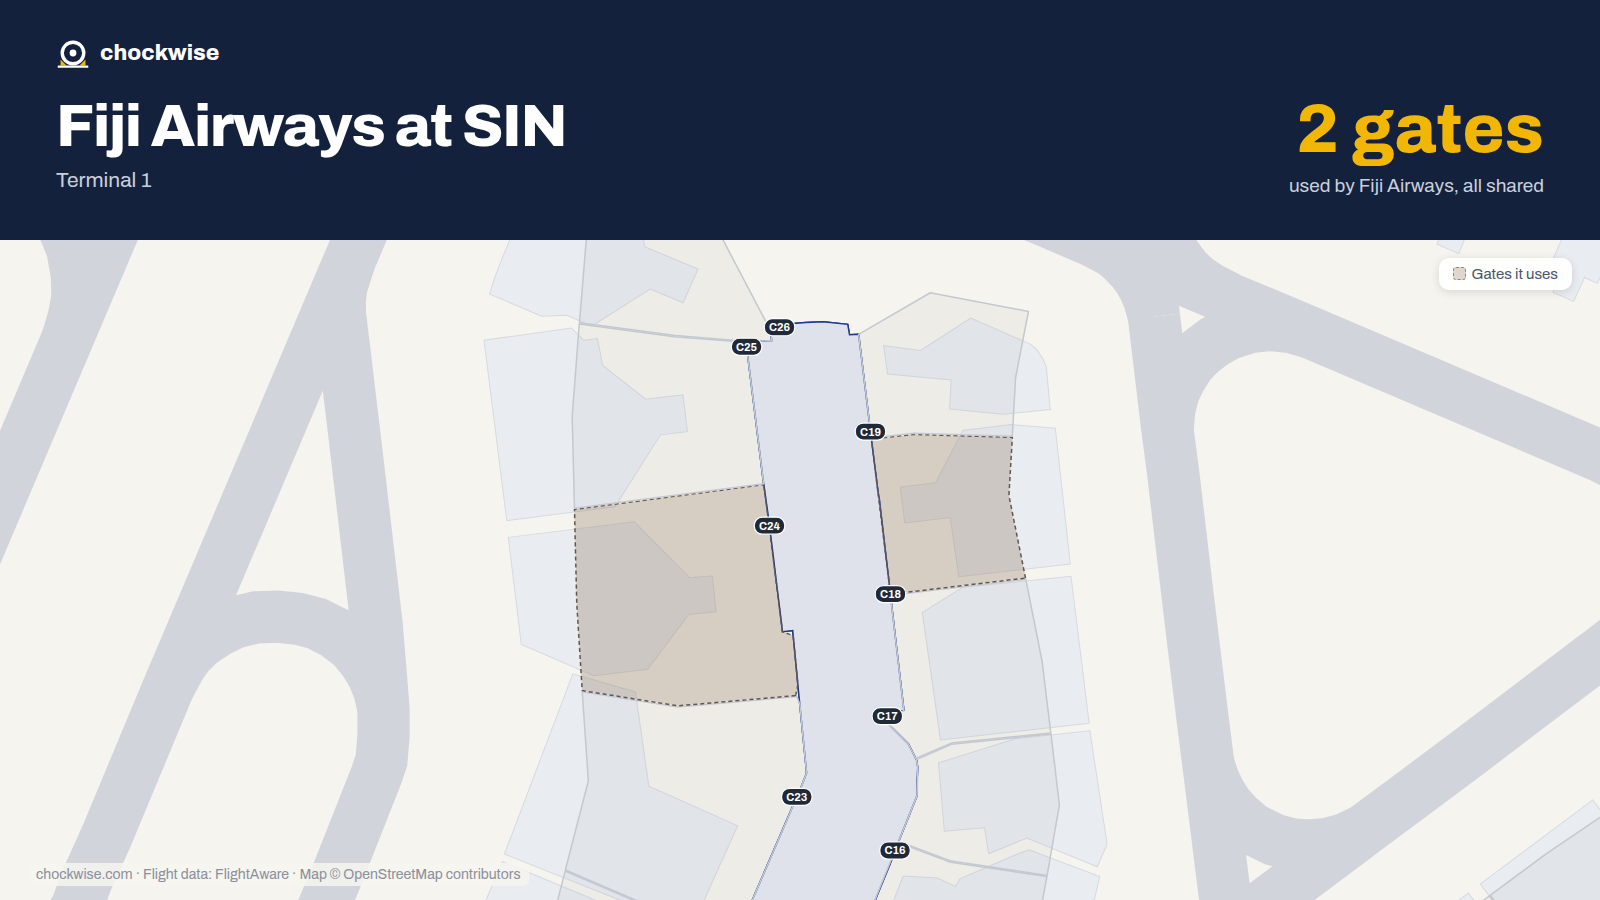 chockwise
Fiji Airways at SIN
Terminal 1
2 gates
used by Fiji Airways, all shared
Gates it uses
C26
C25
C19
C24
C18
C17
C23
C16
chockwise.com · Flight data: FlightAware · Map © OpenStreetMap contributors